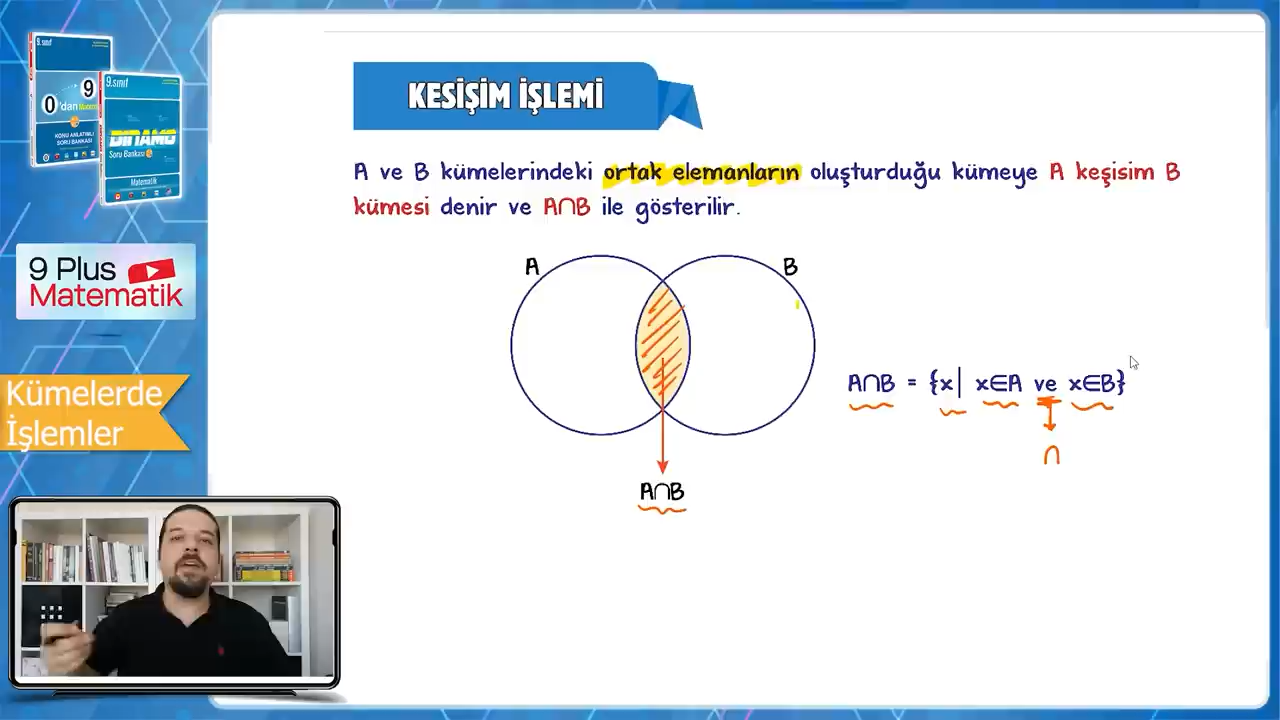 9.sınıf
0'dan 9
Matematik
KONU ANLATIMLI
SORU BANKASI
9.sınıf
DİNAMO
Soru Bankası
Matematik
9 Plus
Matematik
Kümelerde
İşlemler
KESİŞİM İŞLEMİ
A ve B kümelerindeki ortak elemanların oluşturduğu kümeye A keşisim B
kümesi denir ve A∩B ile gösterilir.
A
B
A∩B = {x| x∈A ve x∈B}
∩
A∩B